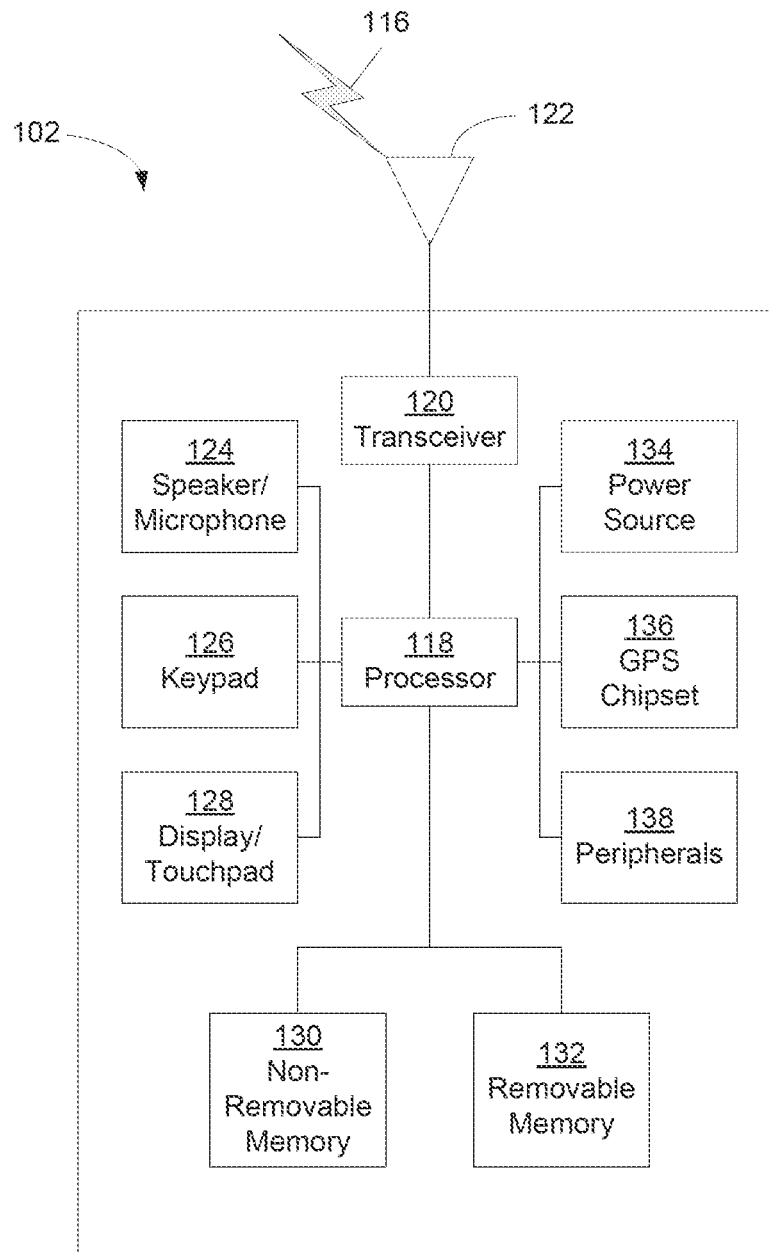 116
122
102
120
Transceiver
124
Speaker/
Microphone
134
Power
Source
126
Keypad
118
Processor
136
GPS
Chipset
128
Display/
Touchpad
138
Peripherals
130
Non-
Removable
Memory
132
Removable
Memory